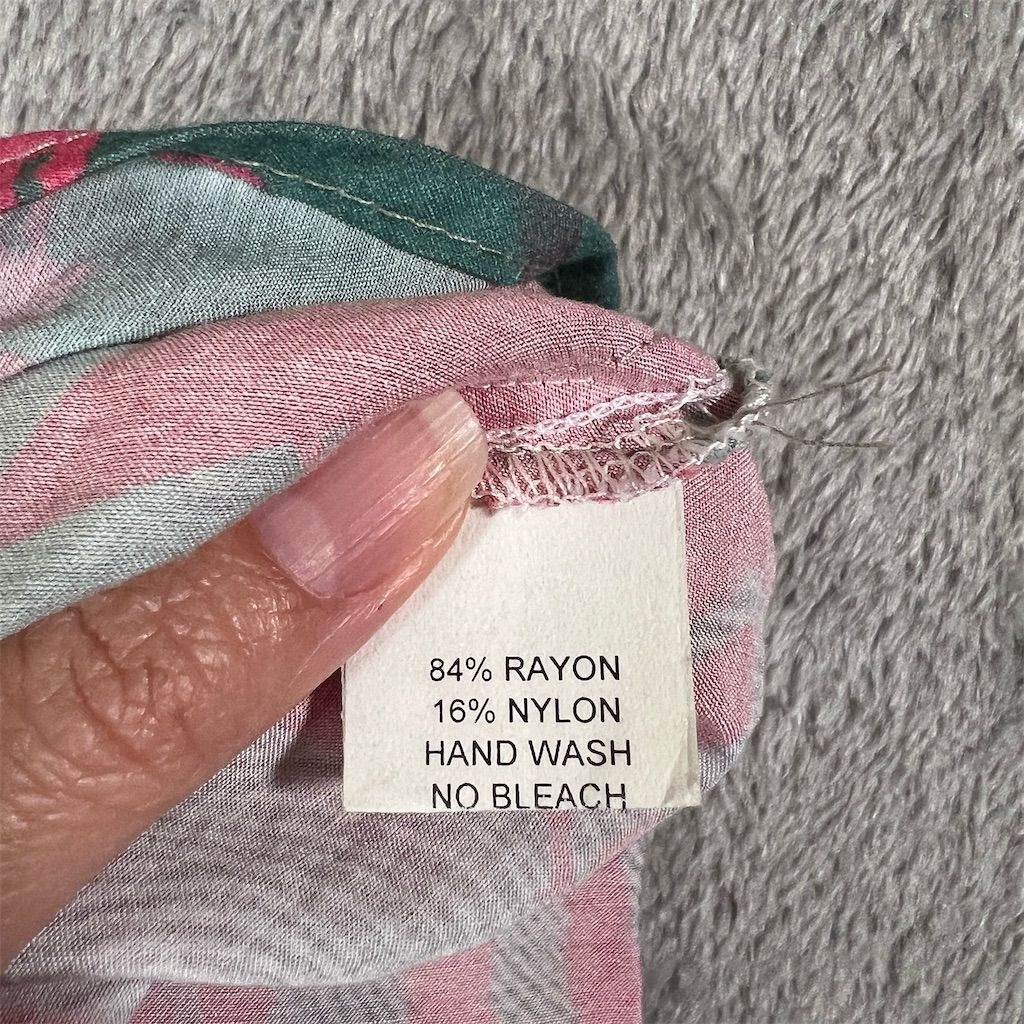 84% RAYON
16% NYLON
HAND WASH
NO BLEACH